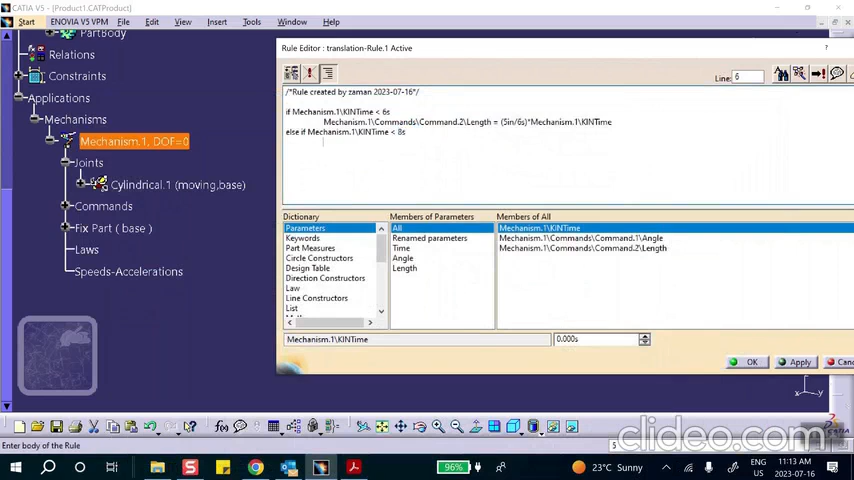 CATIA V5 - [Product1.CATProduct]
Start ENOVIA V5 VPM File Edit View Insert Tools Window Help
PartBody
Relations
Constraints
Applications
Mechanisms
Mechanism.1, DOF=0
Joints
Cylindrical.1 (moving,base)
Commands
Fix Part ( base )
Laws
Speeds-Accelerations
Rule Editor : translation-Rule.1 Active
?
Line: 6
/*Rule created by zaman 2023-07-16*/
if Mechanism.1\KINTime < 6s
Mechanism.1\Commands\Command.2\Length = (5in/6s)*Mechanism.1\KINTime
else if Mechanism.1\KINTime < 8s
Dictionary Members of Parameters Members of All
Parameters All Mechanism.1\KINTime
Keywords Renamed parameters Mechanism.1\Commands\Command.1\Angle
Part Measures Time Mechanism.1\Commands\Command.2\Length
Circle Constructors Angle
Design Table Length
Direction Constructors
Law
Line Constructors
List
Mechanism.1\KINTime 0.000s
OK Apply Canc
x y
f(x)
CATIA
Enter body of the Rule 5
clideo.com
96% 23°C Sunny ENG US 11:13 AM 2023-07-16